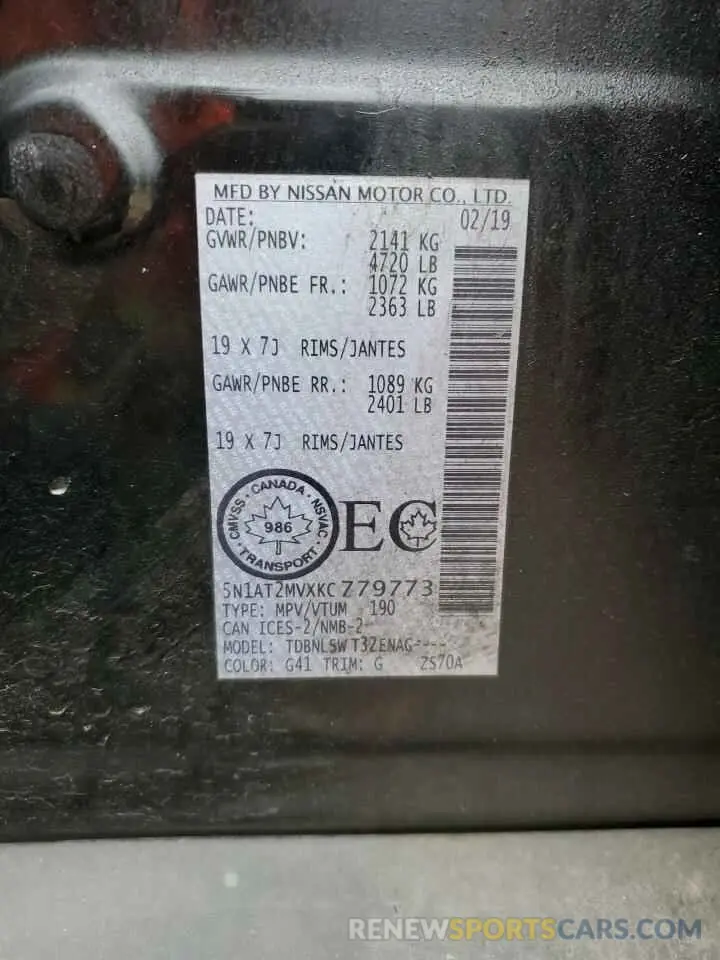 MFD BY NISSAN MOTOR CO., LTD.
DATE: 02/19
GVWR/PNBV: 2141 KG
4720 LB
GAWR/PNBE FR.: 1072 KG
2363 LB
19 X 7J RIMS/JANTES
GAWR/PNBE RR.: 1089 KG
2401 LB
19 X 7J RIMS/JANTES
CMVSS · CANADA · NSVAC
986
· TRANSPORT ·
EC
5N1AT2MVXKC779773
TYPE: MPV/VTUM 190
CAN ICES-2/NMB-2
MODEL: TDBNLSW T32ENAG----
COLOR: G41 TRIM: G ZS70A
RENEWSPORTSCARS.COM